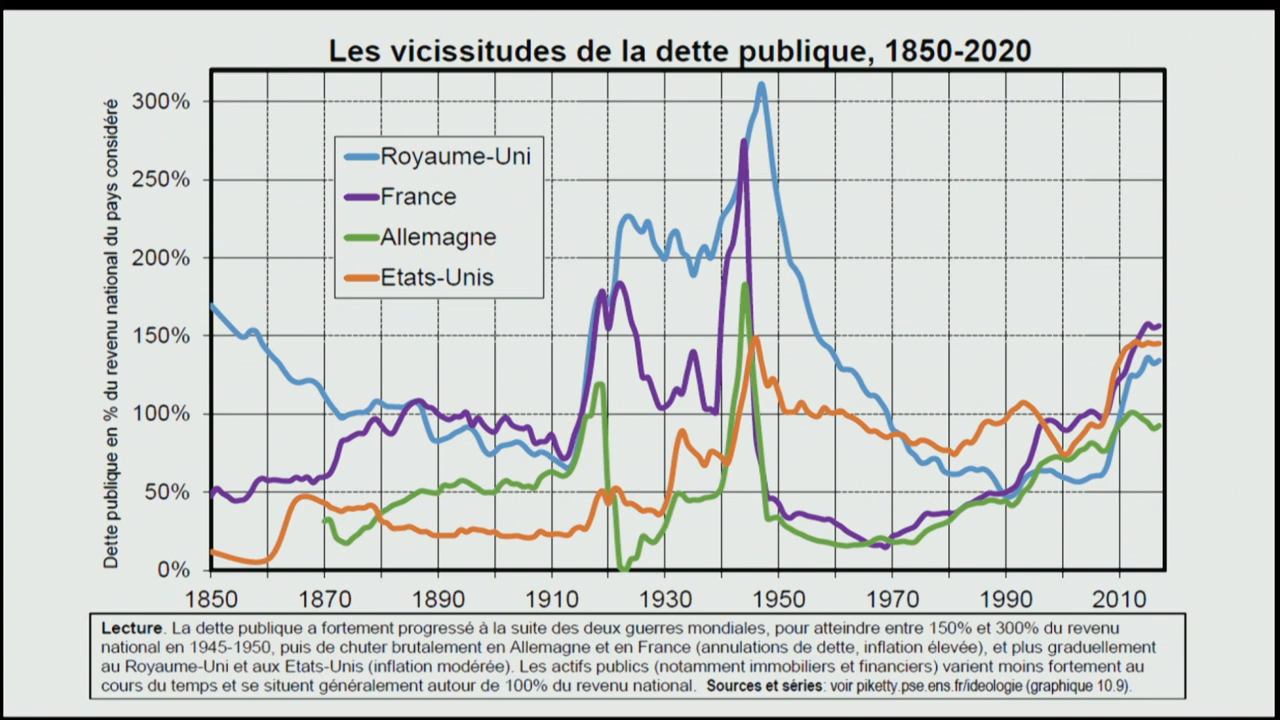 Les vicissitudes de la dette publique, 1850-2020
Dette publique en % du revenu national du pays considéré
300%
250%
200%
150%
100%
50%
0%
Royaume-Uni
France
Allemagne
Etats-Unis
1850 1870 1890 1910 1930 1950 1970 1990 2010
Lecture. La dette publique a fortement progressé à la suite des deux guerres mondiales, pour atteindre entre 150% et 300% du revenu
national en 1945-1950, puis de chuter brutalement en Allemagne et en France (annulations de dette, inflation élevée), et plus graduellement
au Royaume-Uni et aux Etats-Unis (inflation modérée). Les actifs publics (notamment immobiliers et financiers) varient moins fortement au
cours du temps et se situent généralement autour de 100% du revenu national. Sources et séries: voir piketty.pse.ens.fr/ideologie (graphique 10.9).